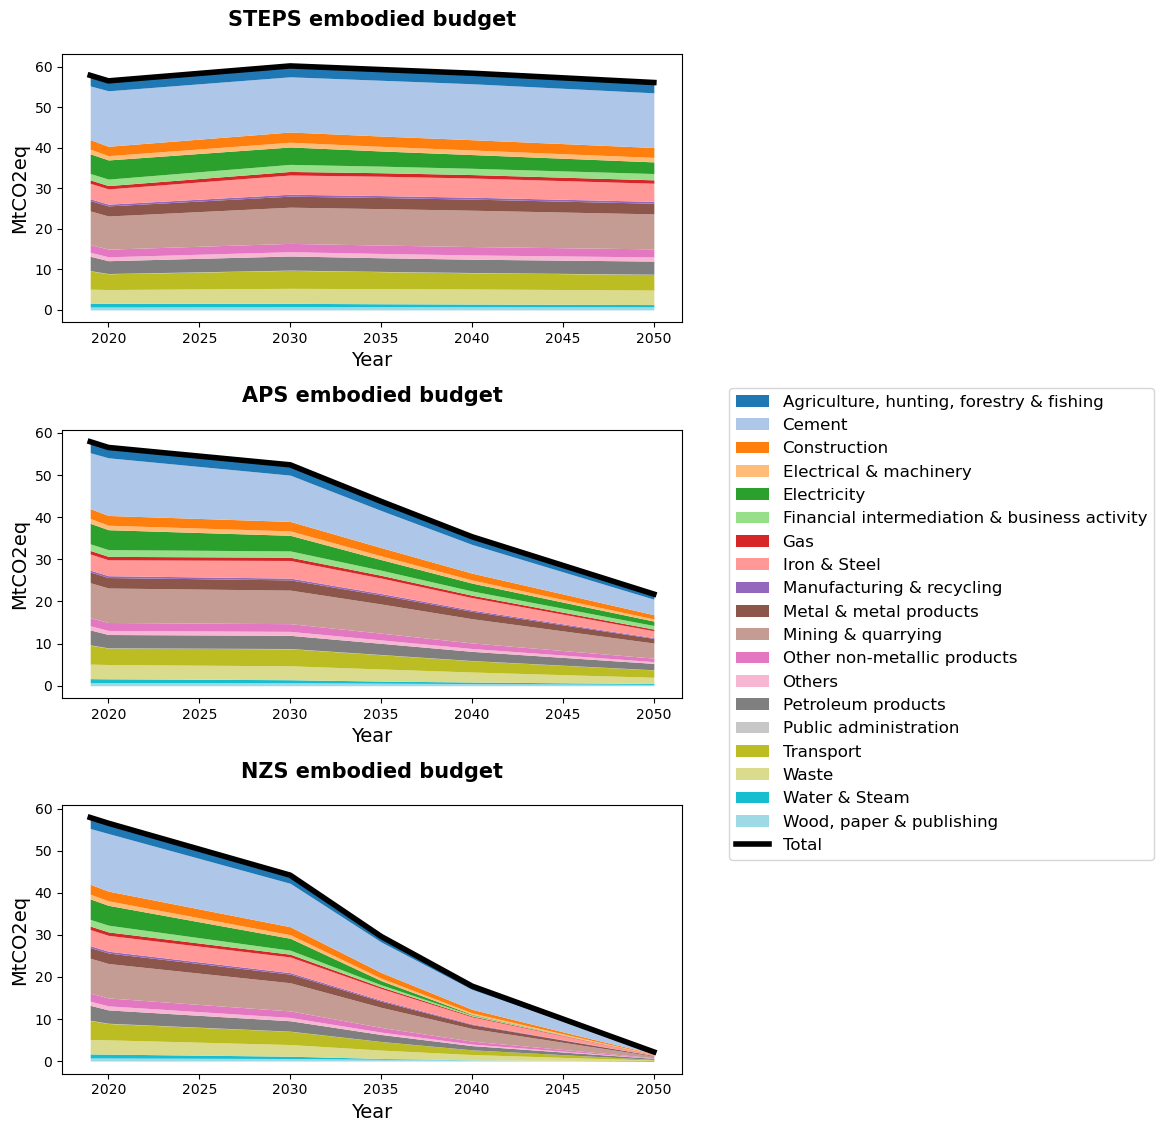 STEPS embodied budget
60
50
40
30
20
10
0
MtCO2eq
2020 2025 2030 2035 2040 2045 2050
Year
APS embodied budget
60
50
40
30
20
10
0
MtCO2eq
2020 2025 2030 2035 2040 2045 2050
Year
NZS embodied budget
60
50
40
30
20
10
0
MtCO2eq
2020 2025 2030 2035 2040 2045 2050
Year
Agriculture, hunting, forestry & fishing
Cement
Construction
Electrical & machinery
Electricity
Financial intermediation & business activity
Gas
Iron & Steel
Manufacturing & recycling
Metal & metal products
Mining & quarrying
Other non-metallic products
Others
Petroleum products
Public administration
Transport
Waste
Water & Steam
Wood, paper & publishing
Total